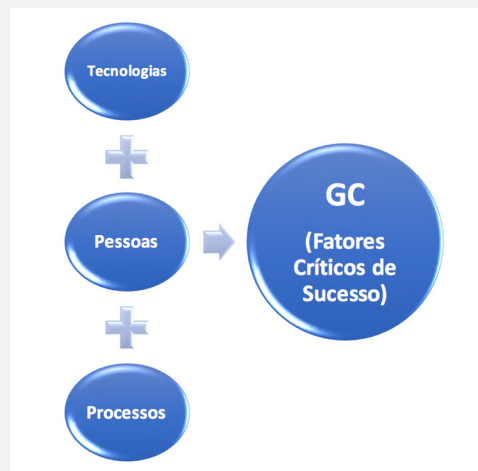 Tecnologias
Pessoas
Processos
GC
(Fatores
Críticos de
Sucesso)